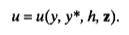 u = u(y, y*, h, z).